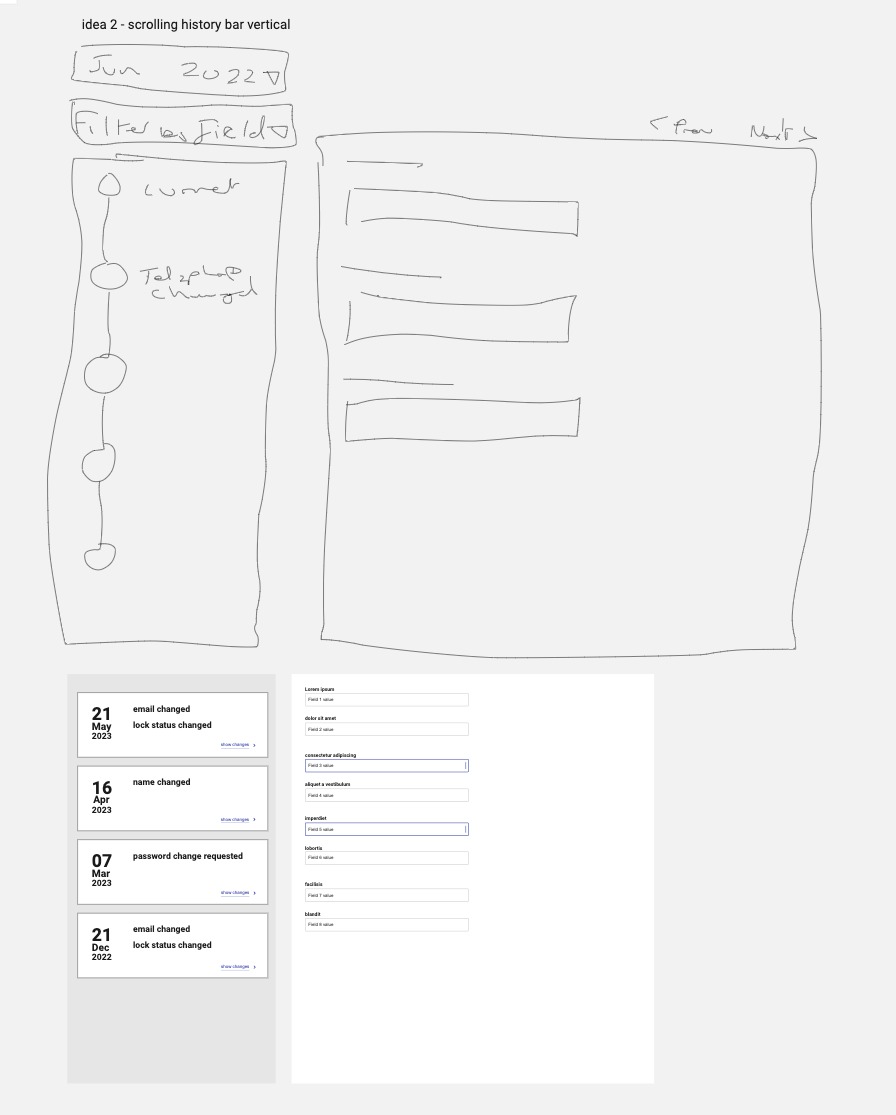 idea 2 - scrolling history bar vertical
Jun 2022
Filter by Field
< Prev Next >
Current
Telephone
Changed
21
May
2023
email changed
lock status changed
show changes >
16
Apr
2023
name changed
show changes >
07
Mar
2023
password change requested
show changes >
21
Dec
2022
email changed
lock status changed
show changes >
Lorem ipsum
Field 1 value
dolor sit amet
Field 2 value
consectetur adipiscing
Field 3 value
aliquet a vestibulum
Field 4 value
imperdiet
Field 5 value
lobortis
Field 6 value
facilisis
Field 7 value
blandit
Field 8 value